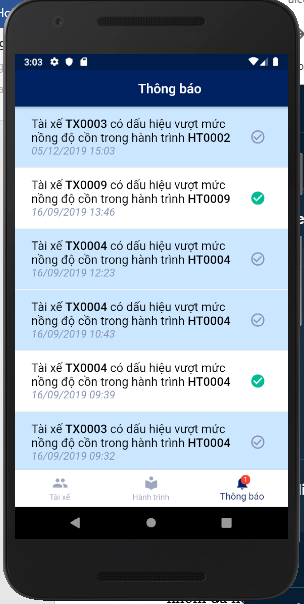 3:03
Thông báo
Tài xế TX0003 có dấu hiệu vượt mức
nồng độ cồn trong hành trình HT0002
05/12/2019 15:03
Tài xế TX0009 có dấu hiệu vượt mức
nồng độ cồn trong hành trình HT0009
16/09/2019 13:46
Tài xế TX0004 có dấu hiệu vượt mức
nồng độ cồn trong hành trình HT0004
16/09/2019 12:23
Tài xế TX0004 có dấu hiệu vượt mức
nồng độ cồn trong hành trình HT0004
16/09/2019 10:43
Tài xế TX0004 có dấu hiệu vượt mức
nồng độ cồn trong hành trình HT0004
16/09/2019 09:39
Tài xế TX0003 có dấu hiệu vượt mức
nồng độ cồn trong hành trình HT0004
16/09/2019 09:32
1
Tài xế Hành trình Thông báo